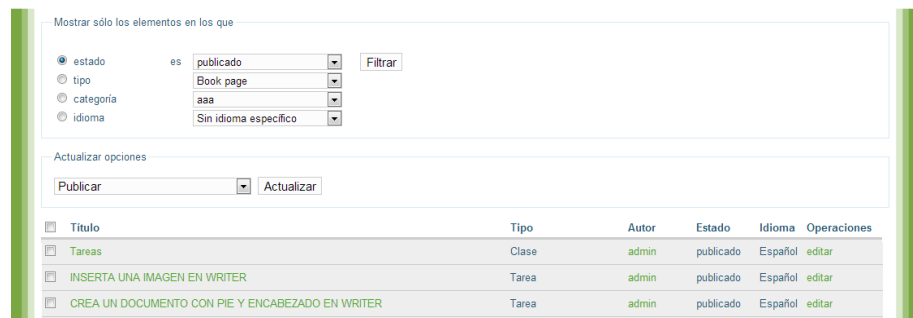 Mostrar sólo los elementos en los que
estado es publicado Filtrar
tipo Book page
categoría aaa
idioma Sin idioma específico
Actualizar opciones
Publicar Actualizar
Título Tipo Autor Estado Idioma Operaciones
Tareas Clase admin publicado Español editar
INSERTA UNA IMAGEN EN WRITER Tarea admin publicado Español editar
CREA UN DOCUMENTO CON PIE Y ENCABEZADO EN WRITER Tarea admin publicado Español editar